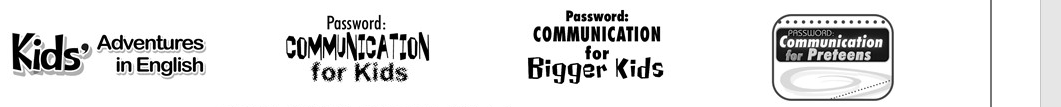 Kids' Adventures
in English
Password:
COMMUNICATION
for Kids
Password:
COMMUNICATION
for
Bigger Kids
PASSWORD:
Communication
for Preteens